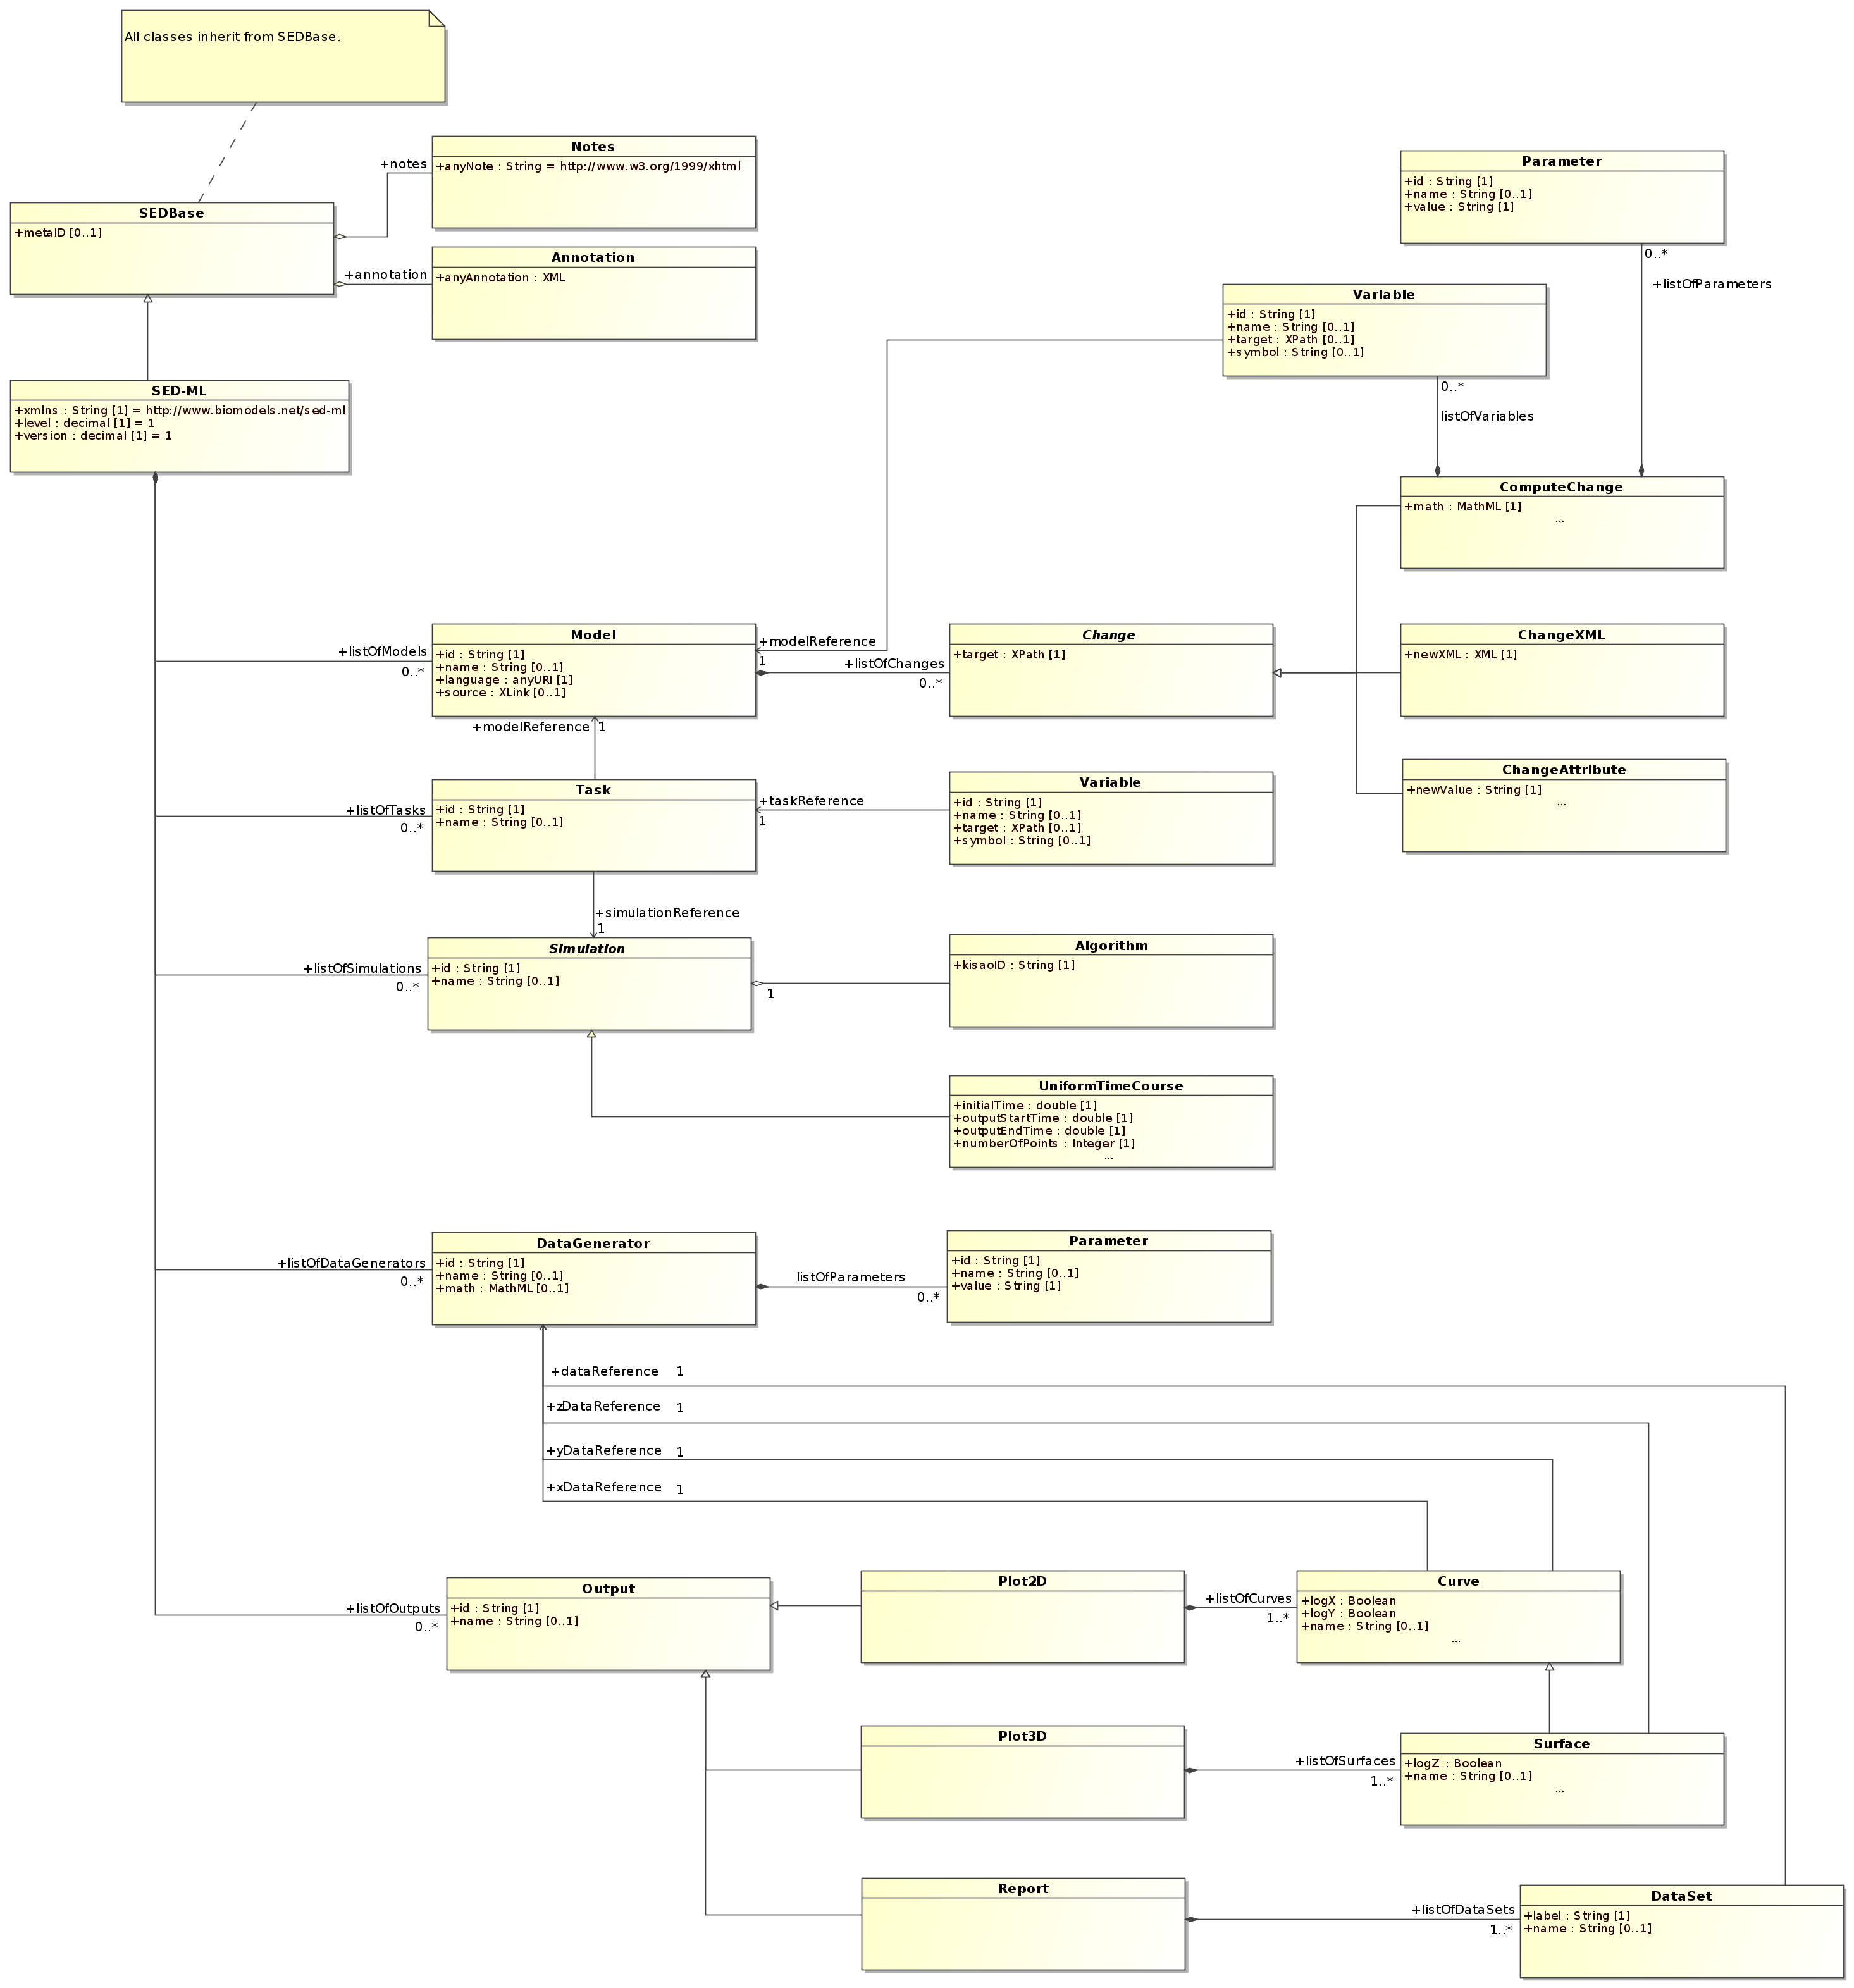 All classes inherit from SEDBase.
Notes
+anyNote : String = http://www.w3.org/1999/xhtml
+notes
SEDBase
+metaID [0..1]
Annotation
+anyAnnotation : XML
+annotation
Parameter
+id : String [1]
+name : String [0..1]
+value : String [1]
0..*
+listOfParameters
Variable
+id : String [1]
+name : String [0..1]
+target : XPath [0..1]
+symbol : String [0..1]
0..*
listOfVariables
SED-ML
+xmlns : String [1] = http://www.biomodels.net/sed-ml
+level : decimal [1] = 1
+version : decimal [1] = 1
ComputeChange
+math : MathML [1]
...
+listOfModels
0..*
Model
+id : String [1]
+name : String [0..1]
+language : anyURI [1]
+source : XLink [0..1]
+modelReference
1
+listOfChanges
0..*
Change
+target : XPath [1]
ChangeXML
+newXML : XML [1]
+modelReference
1
ChangeAttribute
+newValue : String [1]
...
+listOfTasks
0..*
Task
+id : String [1]
+name : String [0..1]
+taskReference
1
Variable
+id : String [1]
+name : String [0..1]
+target : XPath [0..1]
+symbol : String [0..1]
+simulationReference
1
+listOfSimulations
0..*
Simulation
+id : String [1]
+name : String [0..1]
1
Algorithm
+kisaoID : String [1]
UniformTimeCourse
+initialTime : double [1]
+outputStartTime : double [1]
+outputEndTime : double [1]
+numberOfPoints : Integer [1]
...
+listOfDataGenerators
0..*
DataGenerator
+id : String [1]
+name : String [0..1]
+math : MathML [0..1]
listOfParameters
0..*
Parameter
+id : String [1]
+name : String [0..1]
+value : String [1]
+dataReference 1
+zDataReference 1
+yDataReference 1
+xDataReference 1
+listOfOutputs
0..*
Output
+id : String [1]
+name : String [0..1]
Plot2D
+listOfCurves
1..*
Curve
+logX : Boolean
+logY : Boolean
+name : String [0..1]
...
Plot3D
+listOfSurfaces
1..*
Surface
+logZ : Boolean
+name : String [0..1]
...
Report
+listOfDataSets
1..*
DataSet
+label : String [1]
+name : String [0..1]